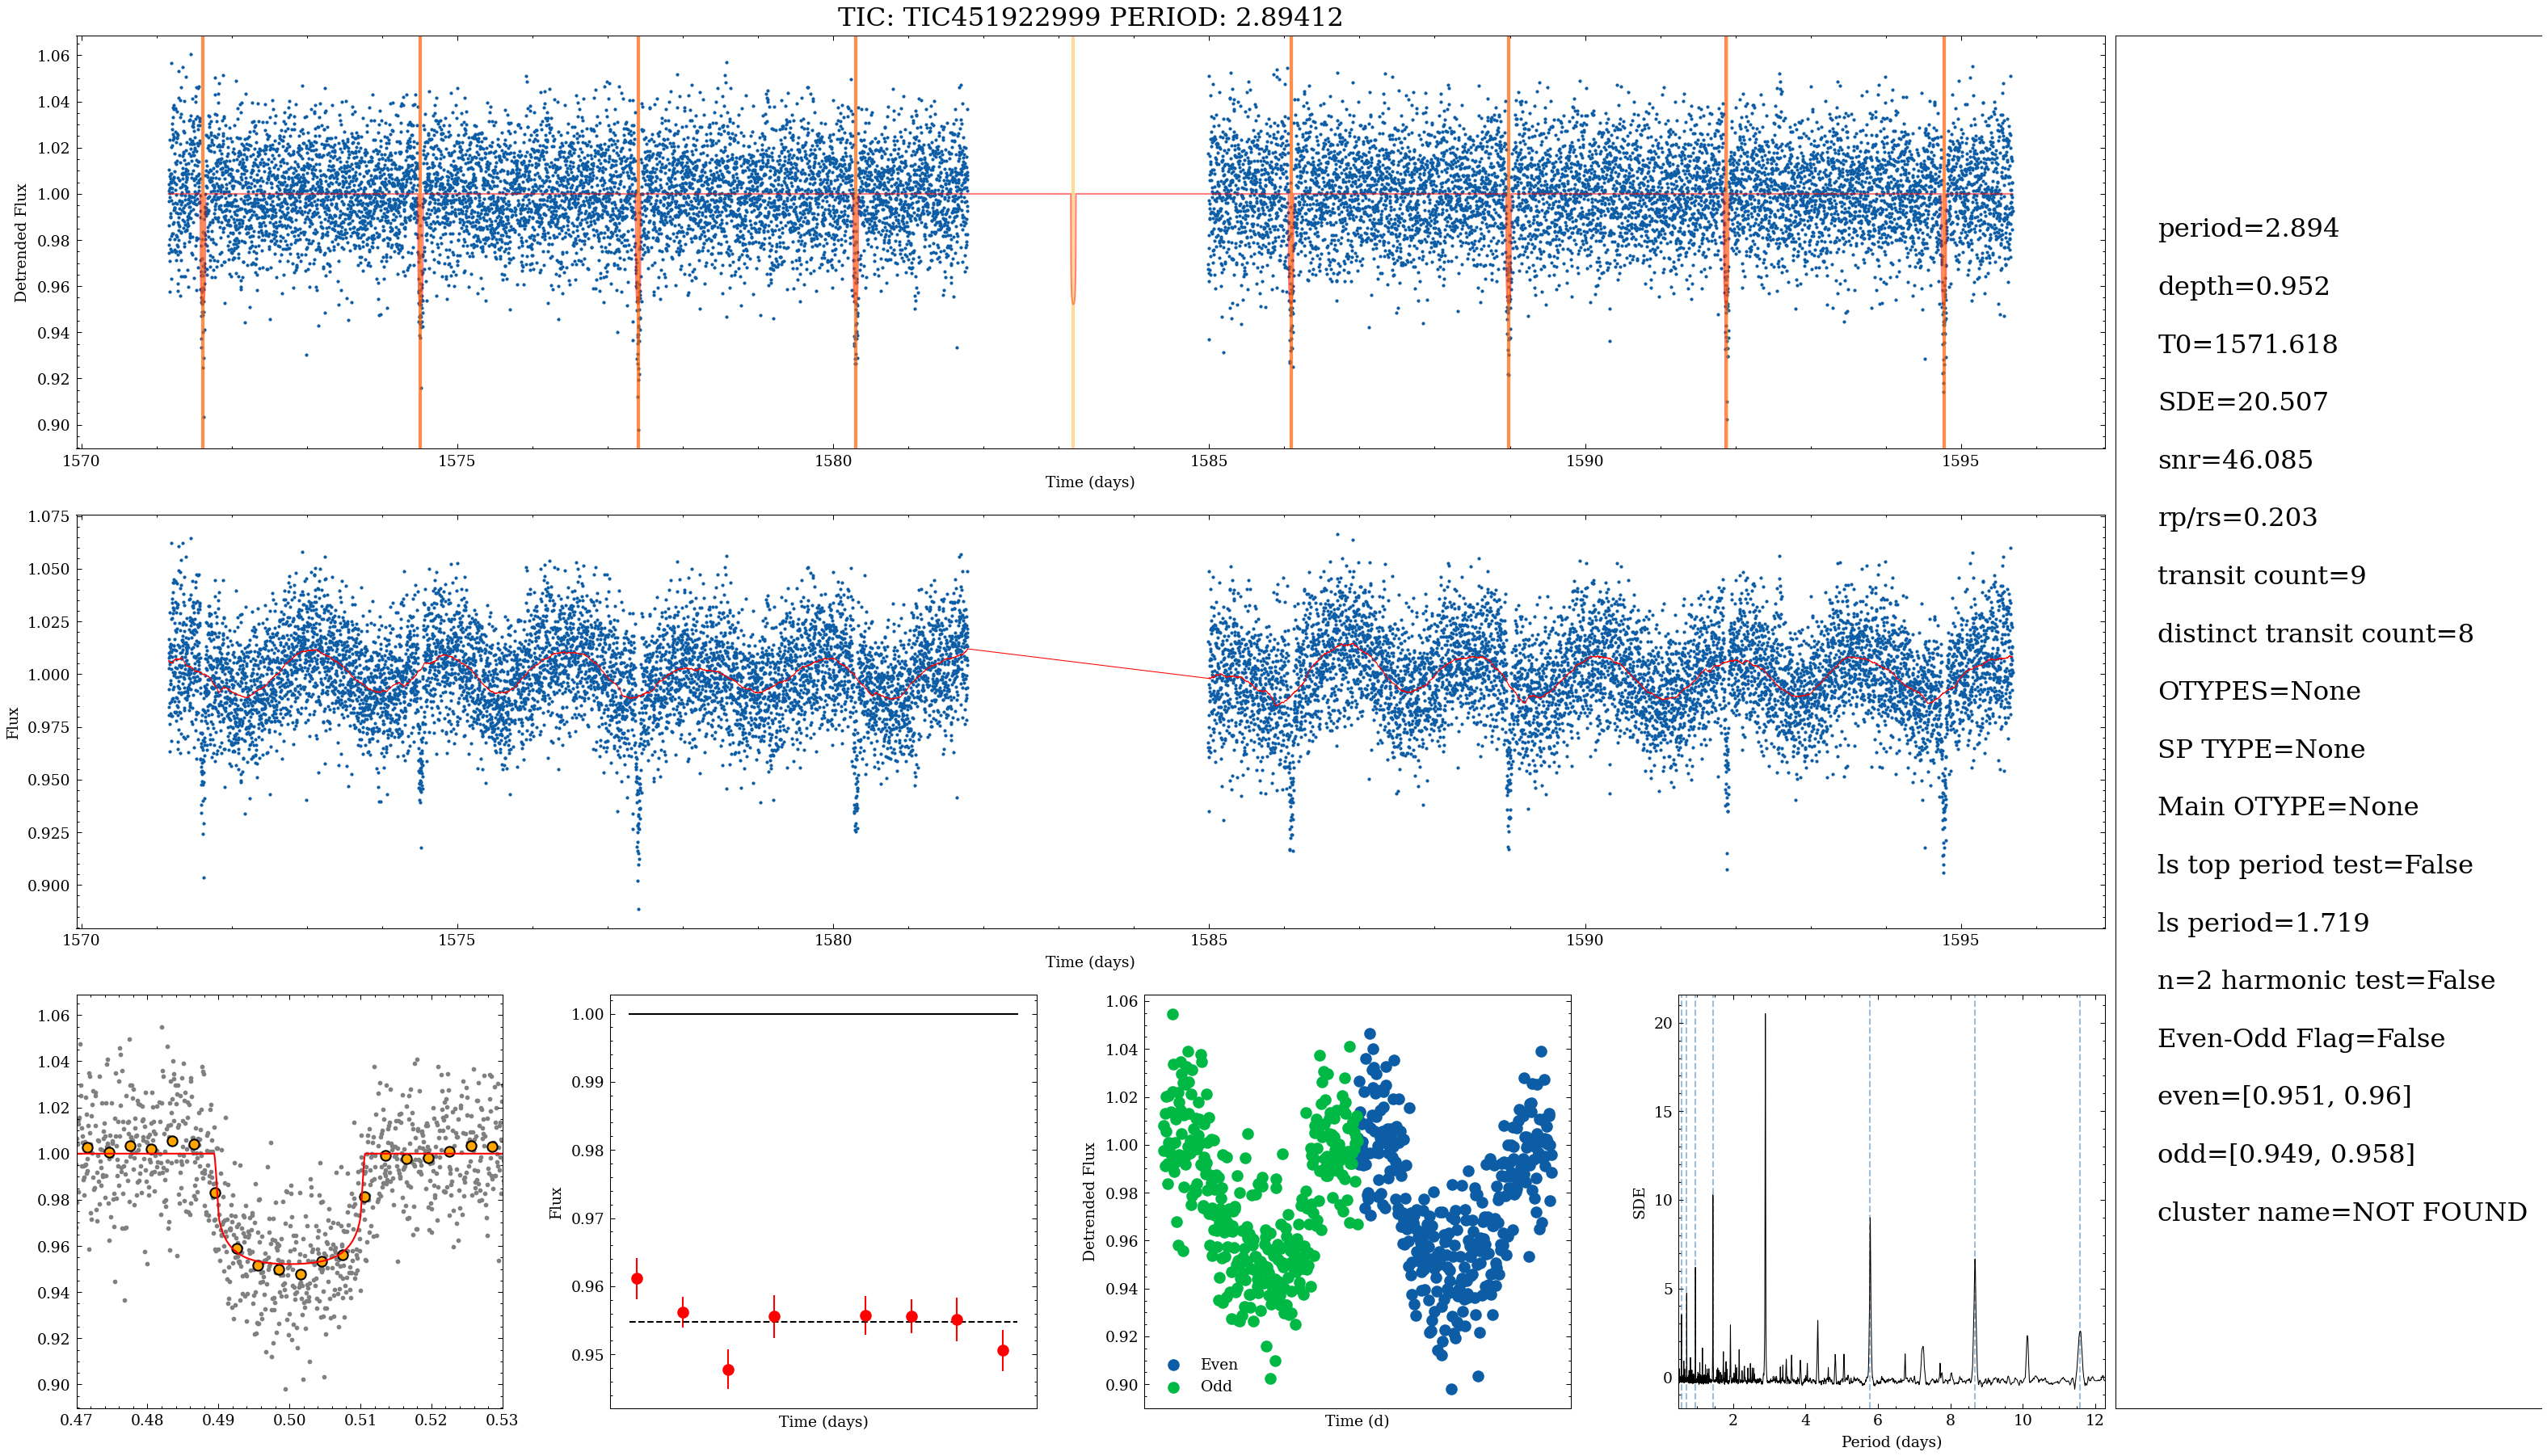 TIC: TIC451922999 PERIOD: 2.89412
1.06
1.04
1.02
1.00
0.98
0.96
0.94
0.92
0.90
Detrended Flux
1570 1575 1580 1585 1590 1595
Time (days)
1.075
1.050
1.025
1.000
0.975
0.950
0.925
0.900
Flux
1570 1575 1580 1585 1590 1595
Time (days)
1.06
1.04
1.02
1.00
0.98
0.96
0.94
0.92
0.90
0.47 0.48 0.49 0.50 0.51 0.52 0.53
1.00
0.99
0.98
0.97
0.96
0.95
Flux
Time (days)
1.06
1.04
1.02
1.00
0.98
0.96
0.94
0.92
0.90
Detrended Flux
Even
Odd
Time (d)
20
15
10
5
0
SDE
2 4 6 8 10 12
Period (days)
period=2.894
depth=0.952
T0=1571.618
SDE=20.507
snr=46.085
rp/rs=0.203
transit count=9
distinct transit count=8
OTYPES=None
SP TYPE=None
Main OTYPE=None
ls top period test=False
ls period=1.719
n=2 harmonic test=False
Even-Odd Flag=False
even=[0.951, 0.96]
odd=[0.949, 0.958]
cluster name=NOT FOUND